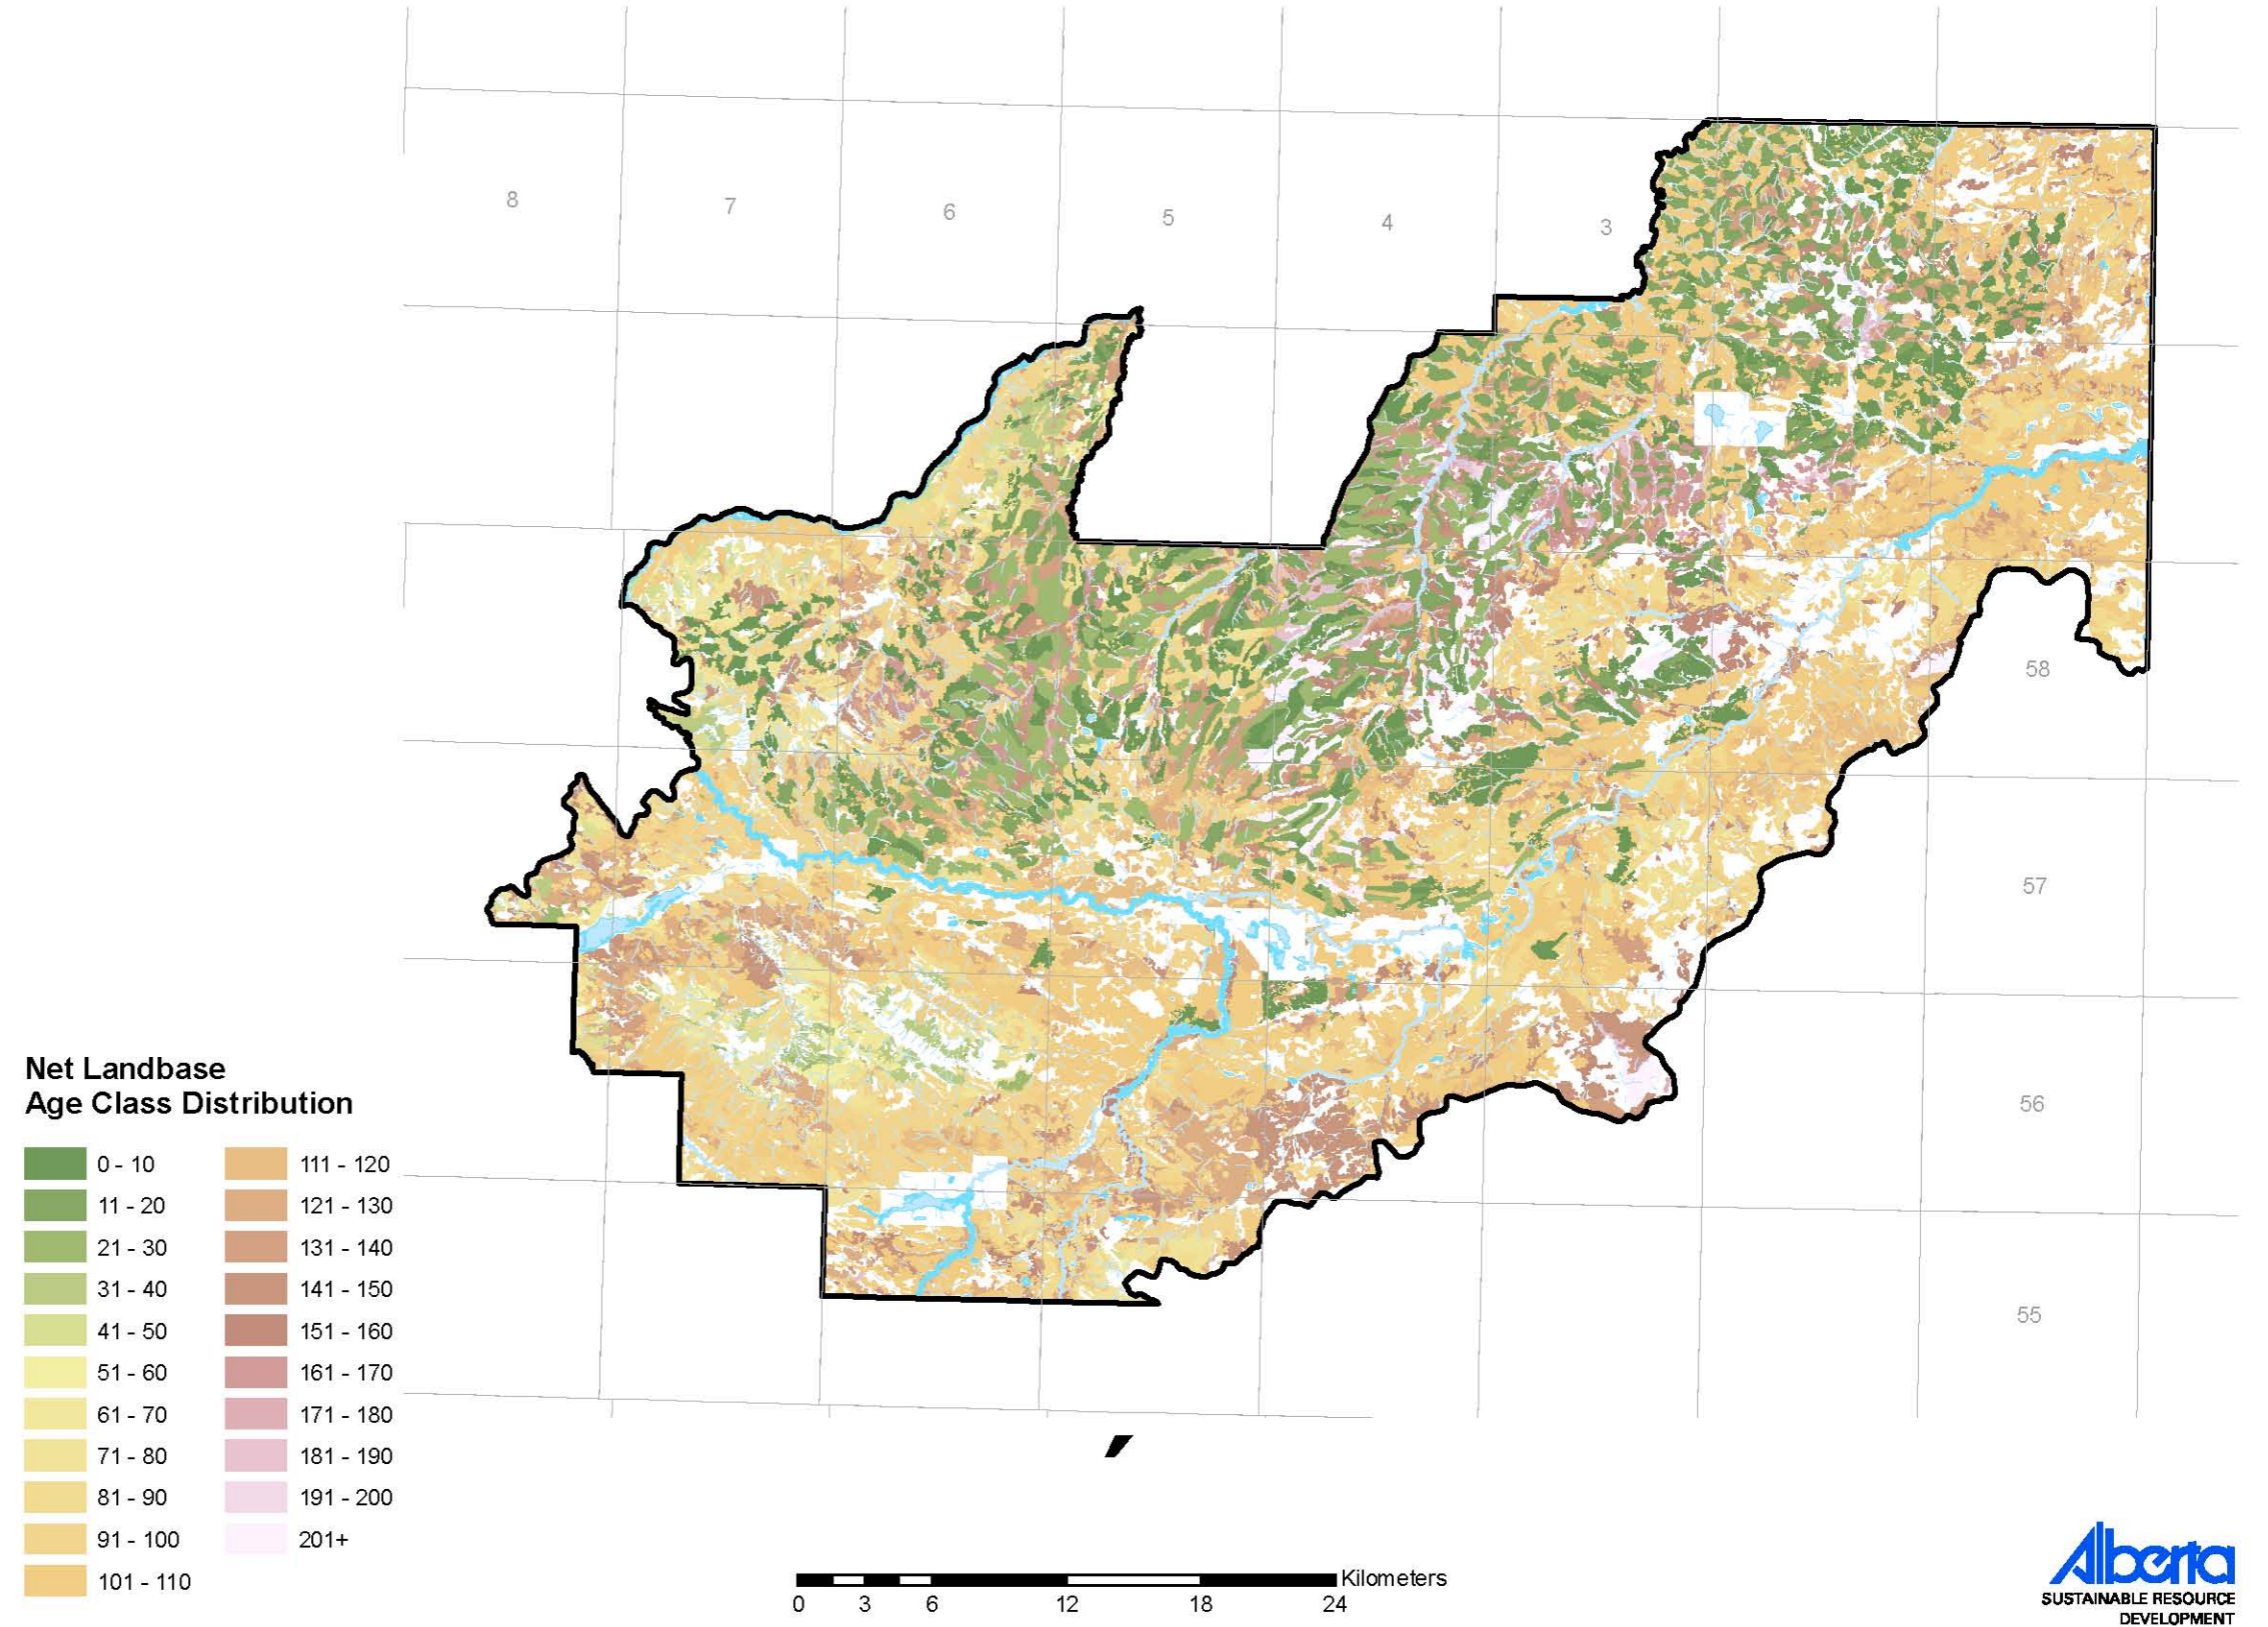 8
7
6
5
4
3
58
57
56
55
Net Landbase
Age Class Distribution
0 - 10
11 - 20
21 - 30
31 - 40
41 - 50
51 - 60
61 - 70
71 - 80
81 - 90
91 - 100
101 - 110
111 - 120
121 - 130
131 - 140
141 - 150
151 - 160
161 - 170
171 - 180
181 - 190
191 - 200
201+
Kilometers
0 3 6 12 18 24
Alberta
SUSTAINABLE RESOURCE
DEVELOPMENT